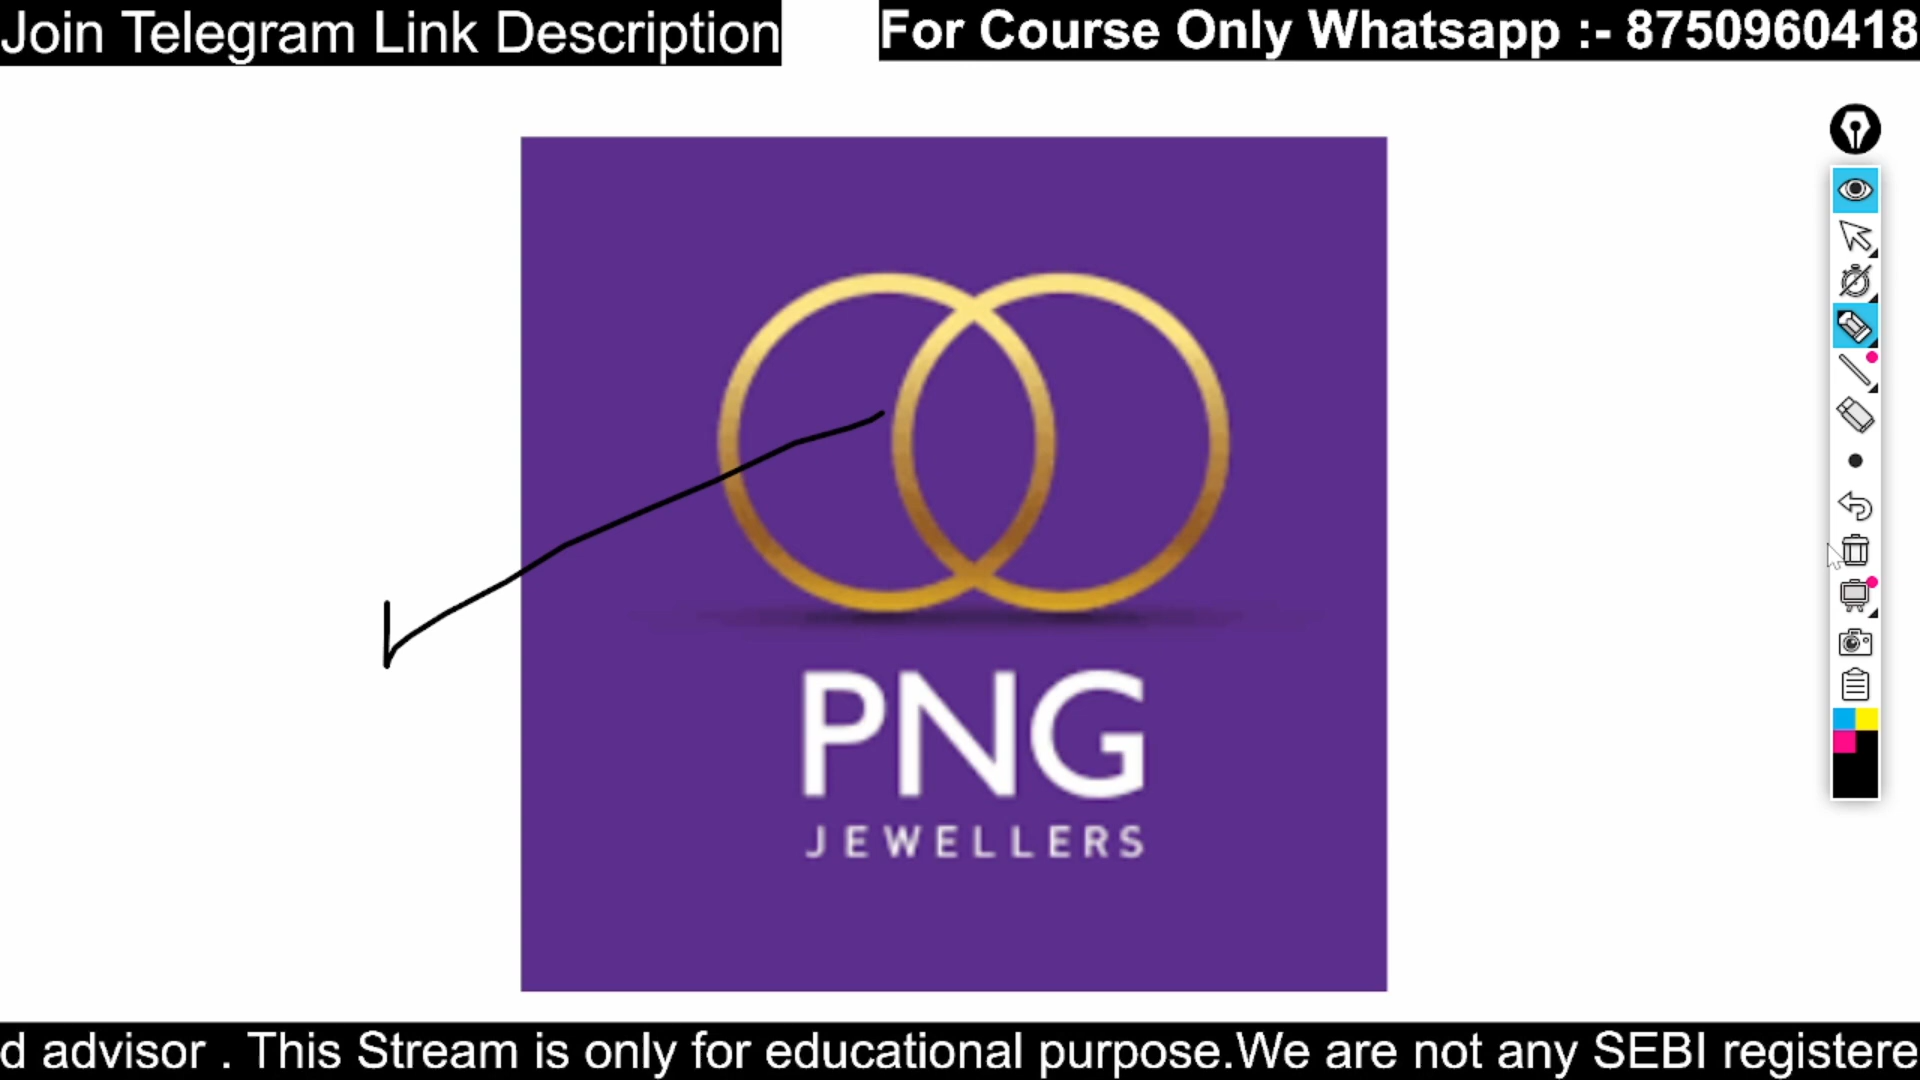 Join Telegram Link Description
For Course Only Whatsapp :- 8750960418
PNG
JEWELLERS
d advisor . This Stream is only for educational purpose.We are not any SEBI registere